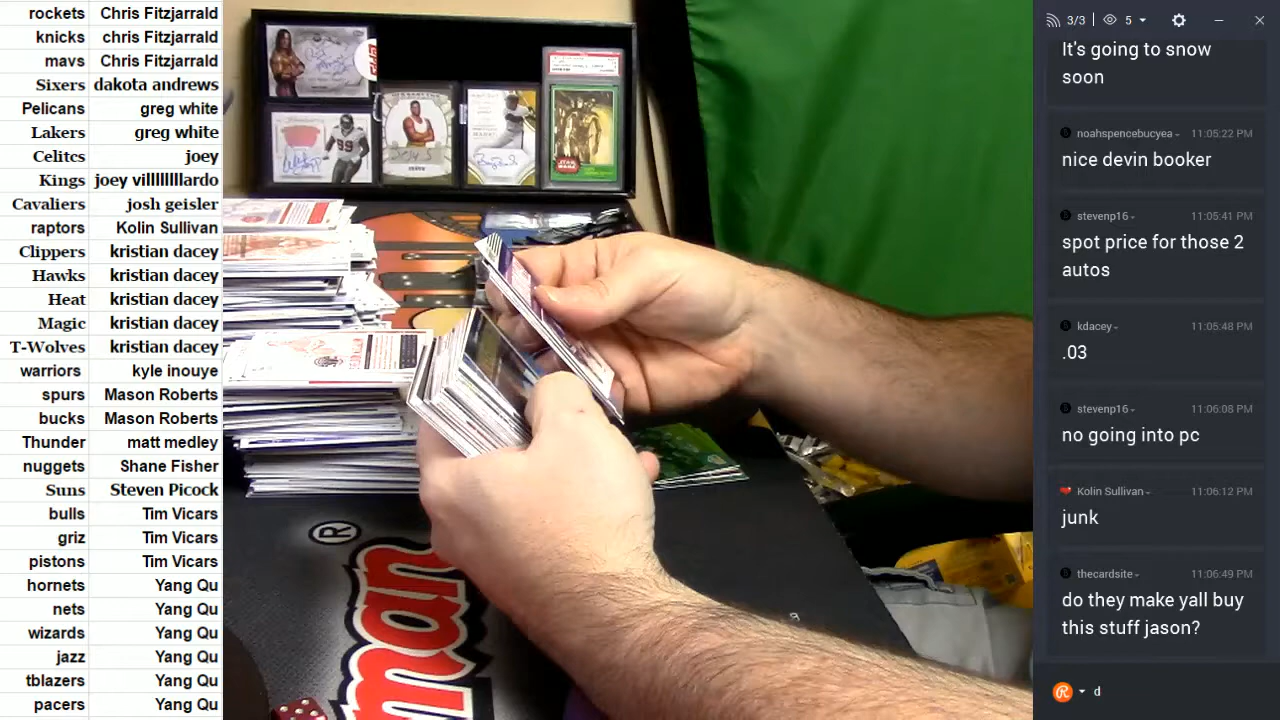 rockets Chris Fitzjarrald
knicks chris Fitzjarrald
mavs Chris Fitzjarrald
Sixers dakota andrews
Pelicans greg white
Lakers greg white
Celitcs joey
Kings joey villlllllllardo
Cavaliers josh geisler
raptors Kolin Sullivan
Clippers kristian dacey
Hawks kristian dacey
Heat kristian dacey
Magic kristian dacey
T-Wolves kristian dacey
warriors kyle inouye
spurs Mason Roberts
bucks Mason Roberts
Thunder matt medley
nuggets Shane Fisher
Suns Steven Picock
bulls Tim Vicars
griz Tim Vicars
pistons Tim Vicars
hornets Yang Qu
nets Yang Qu
wizards Yang Qu
jazz Yang Qu
tblazers Yang Qu
pacers Yang Qu
99
STAR WARS
®
man
3/3 5
It's going to snow
soon
noahspencebucyea 11:05:22 PM
nice devin booker
stevenp16 11:05:41 PM
spot price for those 2
autos
kdacey 11:05:48 PM
.03
stevenp16 11:06:08 PM
no going into pc
Kolin Sullivan 11:06:12 PM
junk
thecardsite 11:06:49 PM
do they make yall buy
this stuff jason?
d